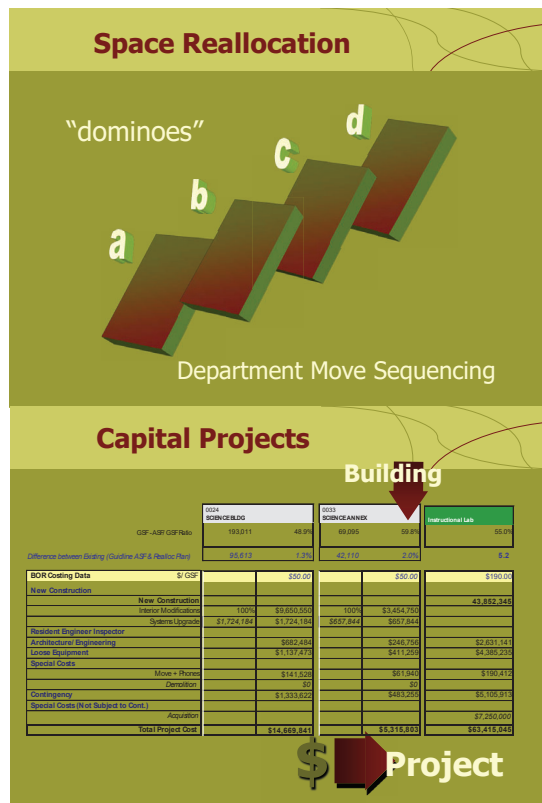 Space Reallocation
“dominoes”
a
b
c
d
Department Move Sequencing
Capital Projects
Building
0024 0033
SCIENCE BLDG SCIENCE ANNEX Instructional Lab
GSF - ASF/GSF Ratio 193,011 48.9% 69,095 59.8% 55.0%
Difference between Existing (Guidline ASF & Realloc Plan) 95,613 1.3% 42,110 2.0% 5.2
BOR Costing Data $/ GSF $50.00 $50.00 $190.00
New Construction
New Construction 43,852,345
Interior Modifications 100% $9,650,550 100% $3,454,750
Systems Upgrade $1,724,184 $1,724,184 $657,844 $657,844
Resident Engineer Inspector
Architecture/ Engineering $682,484 $246,756 $2,631,141
Loose Equipment $1,137,473 $411,259 $4,385,235
Special Costs
Move + Phones $141,528 $61,940 $190,412
Demolition $0 $0
Contingency $1,333,622 $483,255 $5,105,913
Special Costs (Not Subject to Cont.)
Acquisition $7,250,000
Total Project Cost $14,669,841 $5,315,803 $63,415,045
$ Project